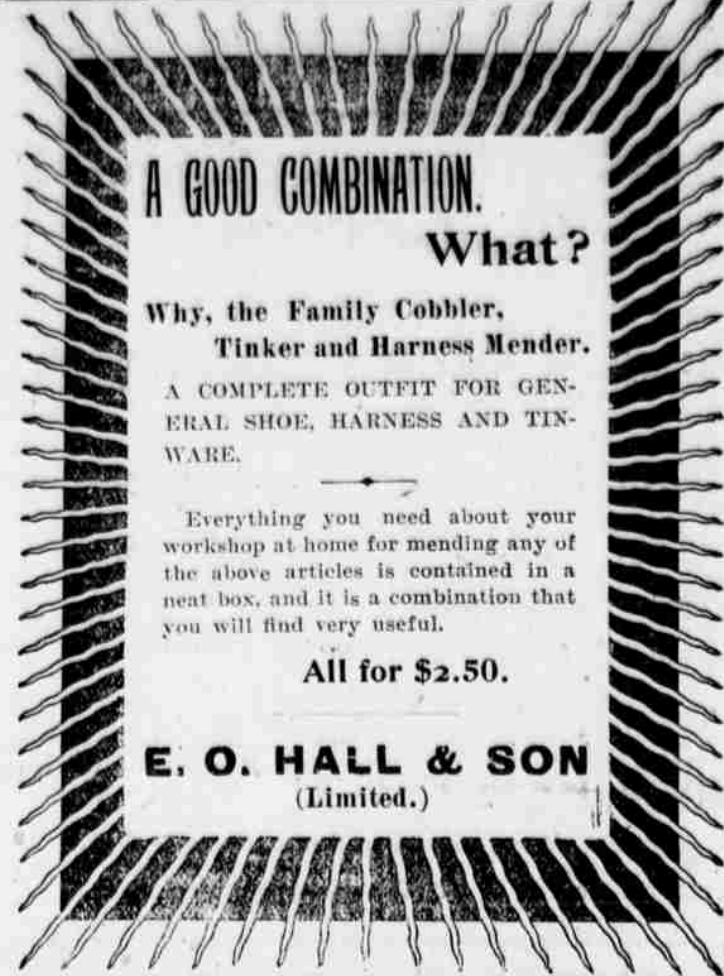 A GOOD COMBINATION.
What?
Why, the Family Cobbler,
Tinker and Harness Mender.
A COMPLETE OUTFIT FOR GEN-
ERAL SHOE, HARNESS AND TIN-
WARE.
Everything you need about your
workshop at home for mending any of
the above articles is contained in a
neat box, and it is a combination that
you will find very useful.
All for $2.50.
E. O. HALL & SON
(Limited.)